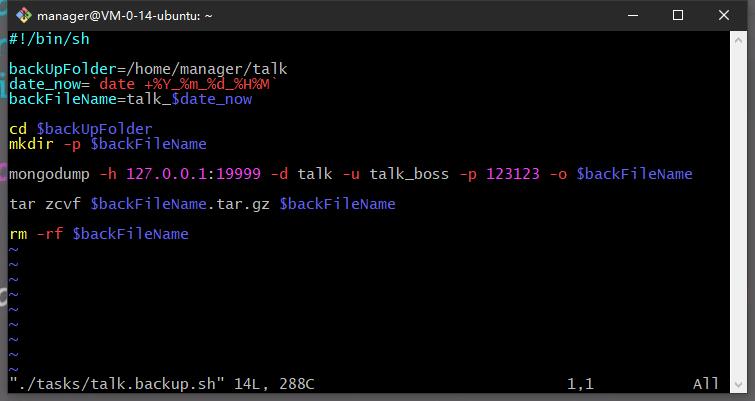 manager@VM-0-14-ubuntu: ~
#!/bin/sh
backUpFolder=/home/manager/talk
date_now=`date +%Y_%m_%d_%H%M`
backFileName=talk_$date_now
cd $backUpFolder
mkdir -p $backFileName
mongodump -h 127.0.0.1:19999 -d talk -u talk_boss -p 123123 -o $backFileName
tar zcvf $backFileName.tar.gz $backFileName
rm -rf $backFileName
~
~
~
~
~
~
~
~
~
"./tasks/talk.backup.sh" 14L, 288C 1,1 All